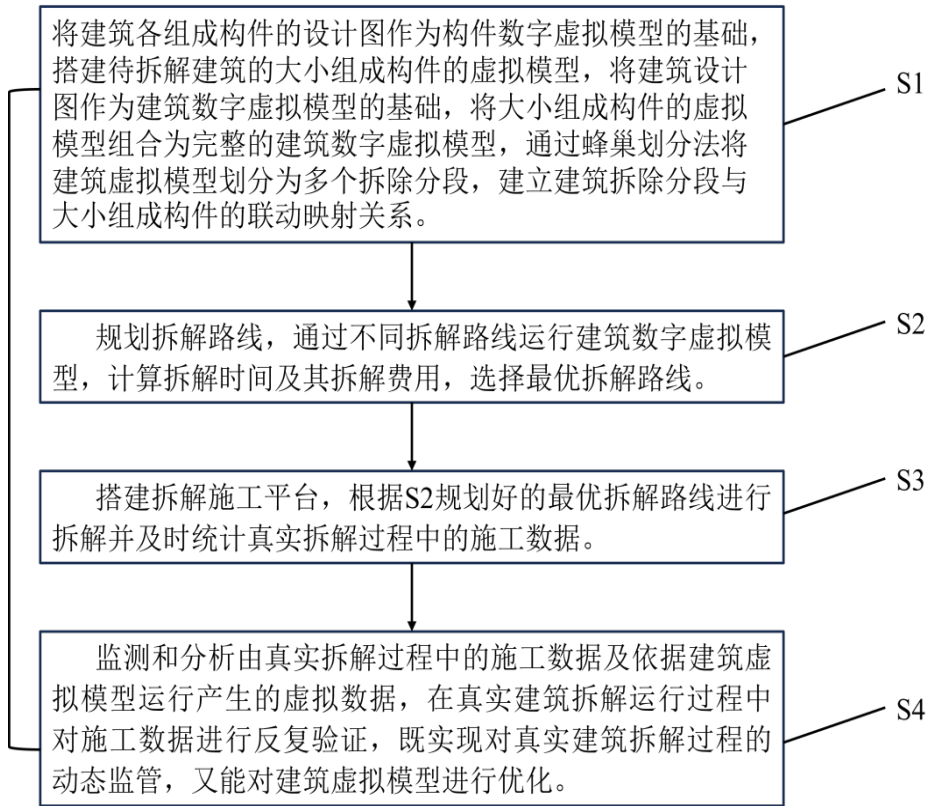 将建筑各组成构件的设计图作为构件数字虚拟模型的基础，
搭建待拆解建筑的大小组成构件的虚拟模型，将建筑设计
图作为建筑数字虚拟模型的基础，将大小组成构件的虚拟
模型组合为完整的建筑数字虚拟模型，通过蜂巢划分法将
建筑虚拟模型划分为多个拆除分段，建立建筑拆除分段与
大小组成构件的联动映射关系。
S1
规划拆解路线，通过不同拆解路线运行建筑数字虚拟模
型，计算拆解时间及其拆解费用，选择最优拆解路线。
S2
搭建拆解施工平台，根据S2规划好的最优拆解路线进行
拆解并及时统计真实拆解过程中的施工数据。
S3
监测和分析由真实拆解过程中的施工数据及依据建筑虚
拟模型运行产生的虚拟数据，在真实建筑拆解运行过程中
对施工数据进行反复验证，既实现对真实建筑拆解过程的
动态监管，又能对建筑虚拟模型进行优化。
S4